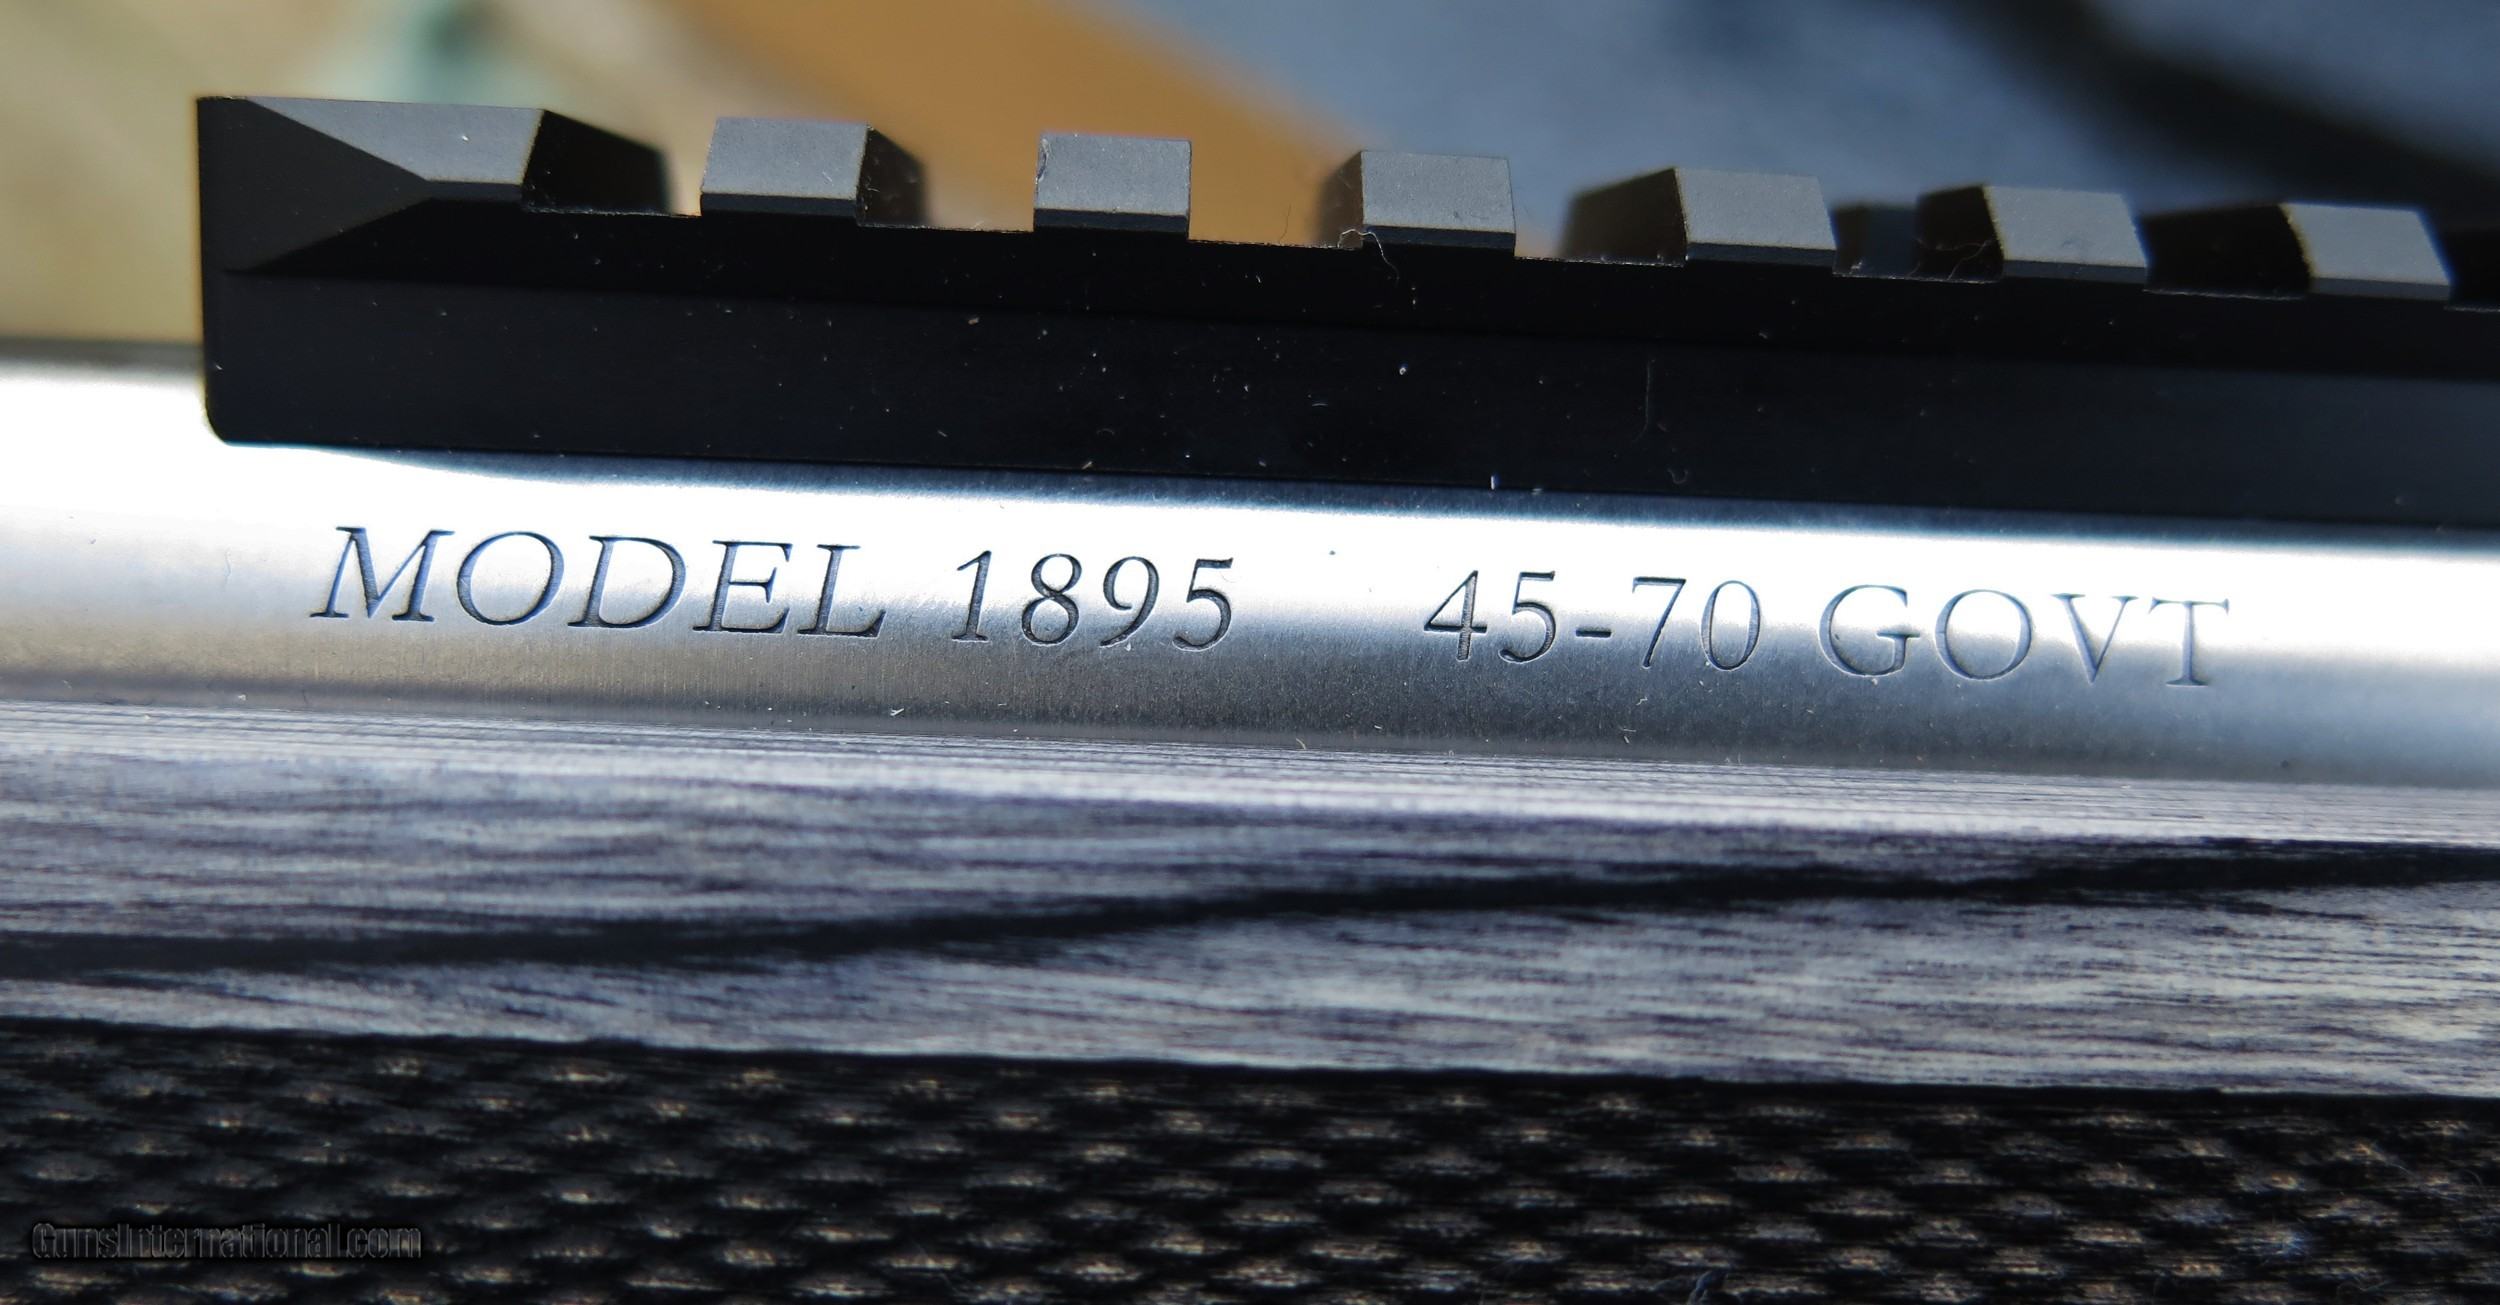 MODEL 1895 45-70 GOVT
GunsInternational.com